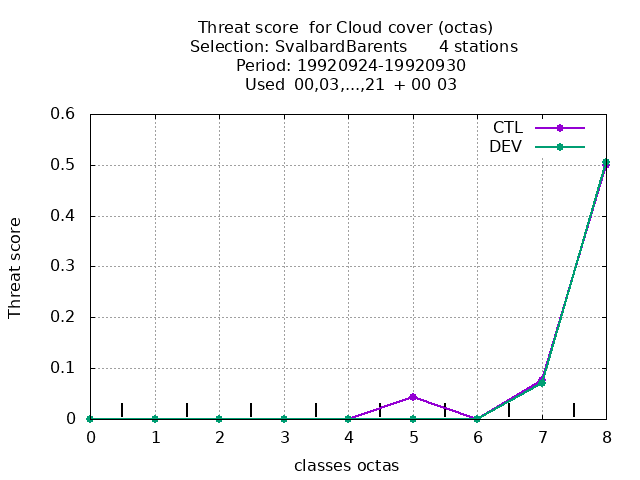 Threat score  for Cloud cover (octas)
Selection: SvalbardBarents      4 stations
Period: 19920924-19920930
Used  00,03,...,21  + 00 03
CTL
DEV
0.6
0.5
0.4
0.3
0.2
0.1
0
Threat score
0 1 2 3 4 5 6 7 8
classes octas